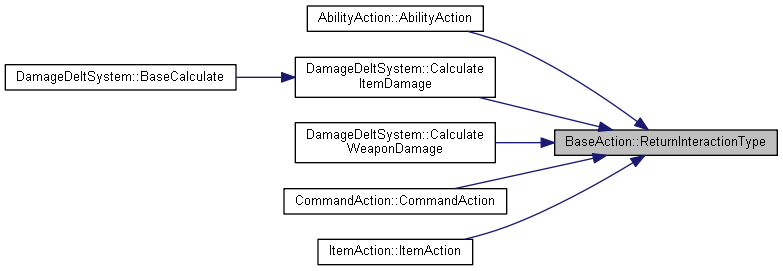 AbilityAction::AbilityAction
DamageDeltSystem::BaseCalculate
DamageDeltSystem::Calculate
ItemDamage
DamageDeltSystem::Calculate
WeaponDamage
BaseAction::ReturnInteractionType
CommandAction::CommandAction
ItemAction::ItemAction